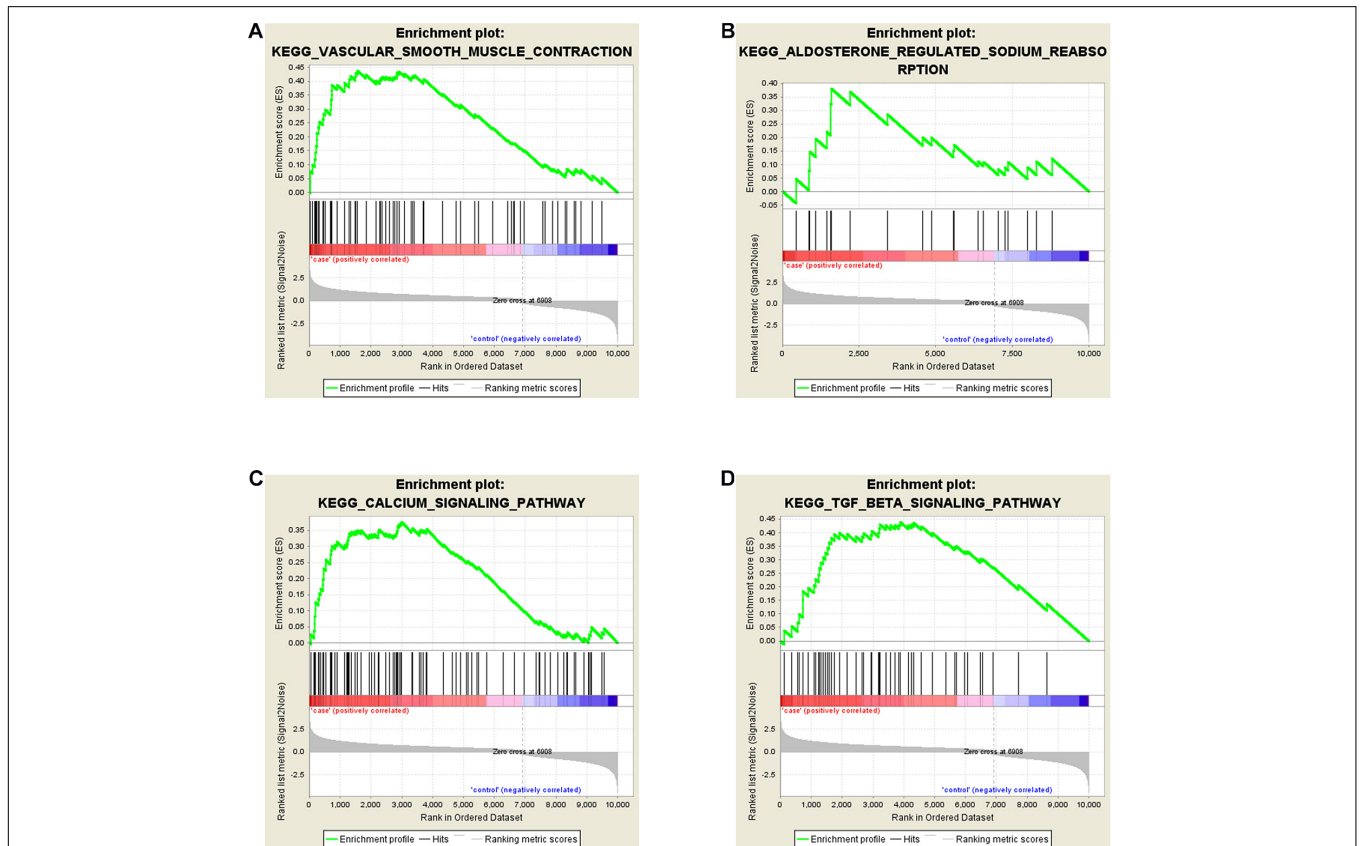 A
Enrichment plot:
KEGG_VASCULAR_SMOOTH_MUSCLE_CONTRACTION
Enrichment score (ES)
0.45
0.40
0.35
0.30
0.25
0.20
0.15
0.10
0.05
0.00
'case' (positively correlated)
Ranked list metric (Signal2Noise)
2.5
0.0
-2.5
Zero cross at 6908
'control' (negatively correlated)
0 1,000 2,000 3,000 4,000 5,000 6,000 7,000 8,000 9,000 10,000
Rank in Ordered Dataset
Enrichment profile Hits Ranking metric scores
B
Enrichment plot:
KEGG_ALDOSTERONE_REGULATED_SODIUM_REABSO
RPTION
Enrichment score (ES)
0.40
0.35
0.30
0.25
0.20
0.15
0.10
0.05
0.00
-0.05
'case' (positively correlated)
Ranked list metric (Signal2Noise)
2.5
0.0
-2.5
Zero cross at 6908
'control' (negatively correlated)
0 2,500 5,000 7,500 10,000
Rank in Ordered Dataset
Enrichment profile Hits Ranking metric scores
C
Enrichment plot:
KEGG_CALCIUM_SIGNALING_PATHWAY
Enrichment score (ES)
0.35
0.30
0.25
0.20
0.15
0.10
0.05
0.00
'case' (positively correlated)
Ranked list metric (Signal2Noise)
2.5
0.0
-2.5
Zero cross at 6908
'control' (negatively correlated)
0 1,000 2,000 3,000 4,000 5,000 6,000 7,000 8,000 9,000 10,000
Rank in Ordered Dataset
Enrichment profile Hits Ranking metric scores
D
Enrichment plot:
KEGG_TGF_BETA_SIGNALING_PATHWAY
Enrichment score (ES)
0.45
0.40
0.35
0.30
0.25
0.20
0.15
0.10
0.05
0.00
'case' (positively correlated)
Ranked list metric (Signal2Noise)
2.5
0.0
-2.5
Zero cross at 6908
'control' (negatively correlated)
0 1,000 2,000 3,000 4,000 5,000 6,000 7,000 8,000 9,000 10,000
Rank in Ordered Dataset
Enrichment profile Hits Ranking metric scores